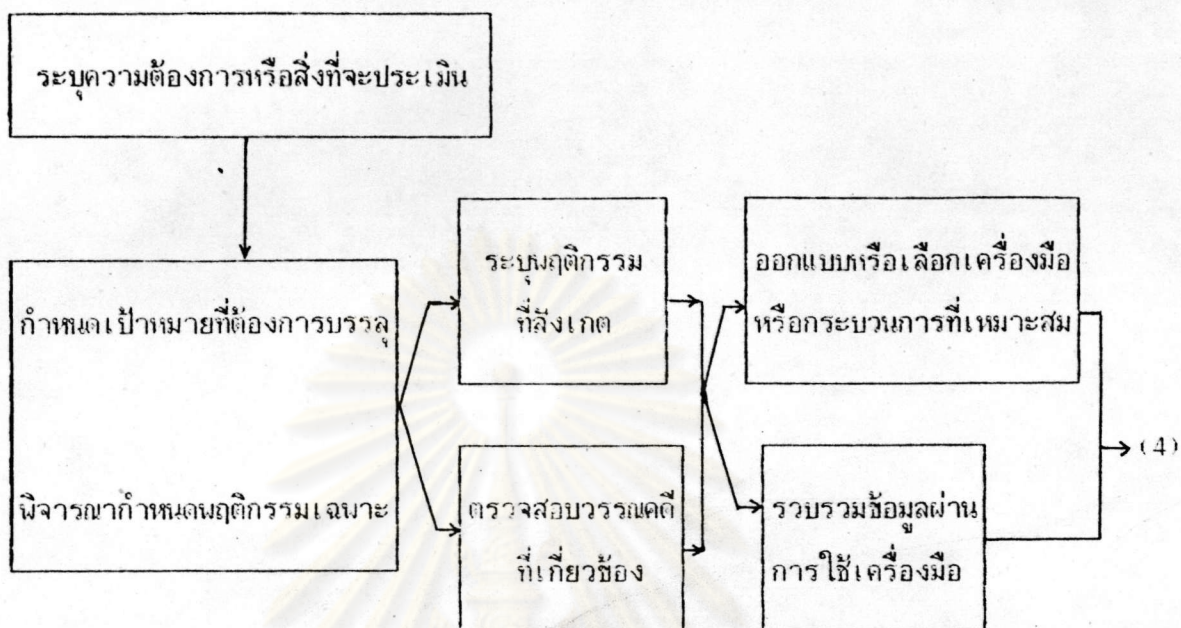 ระบุความต้องการหรือสิ่งที่จะประเมิน
กำหนดเป้าหมายที่ต้องการบรรลุ
พิจารณากำหนดพฤติกรรมเฉพาะ
ระบุพฤติกรรม
ที่สังเกต
ตรวจสอบวรรณคดี
ที่เกี่ยวข้อง
ออกแบบหรือเลือกเครื่องมือ
หรือกระบวนการที่เหมาะสม
รวบรวมข้อมูลผ่าน
การใช้เครื่องมือ
(4)